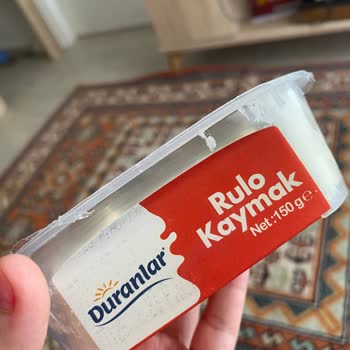 Rulo
Kaymak
Net:150 g e
Duranlar